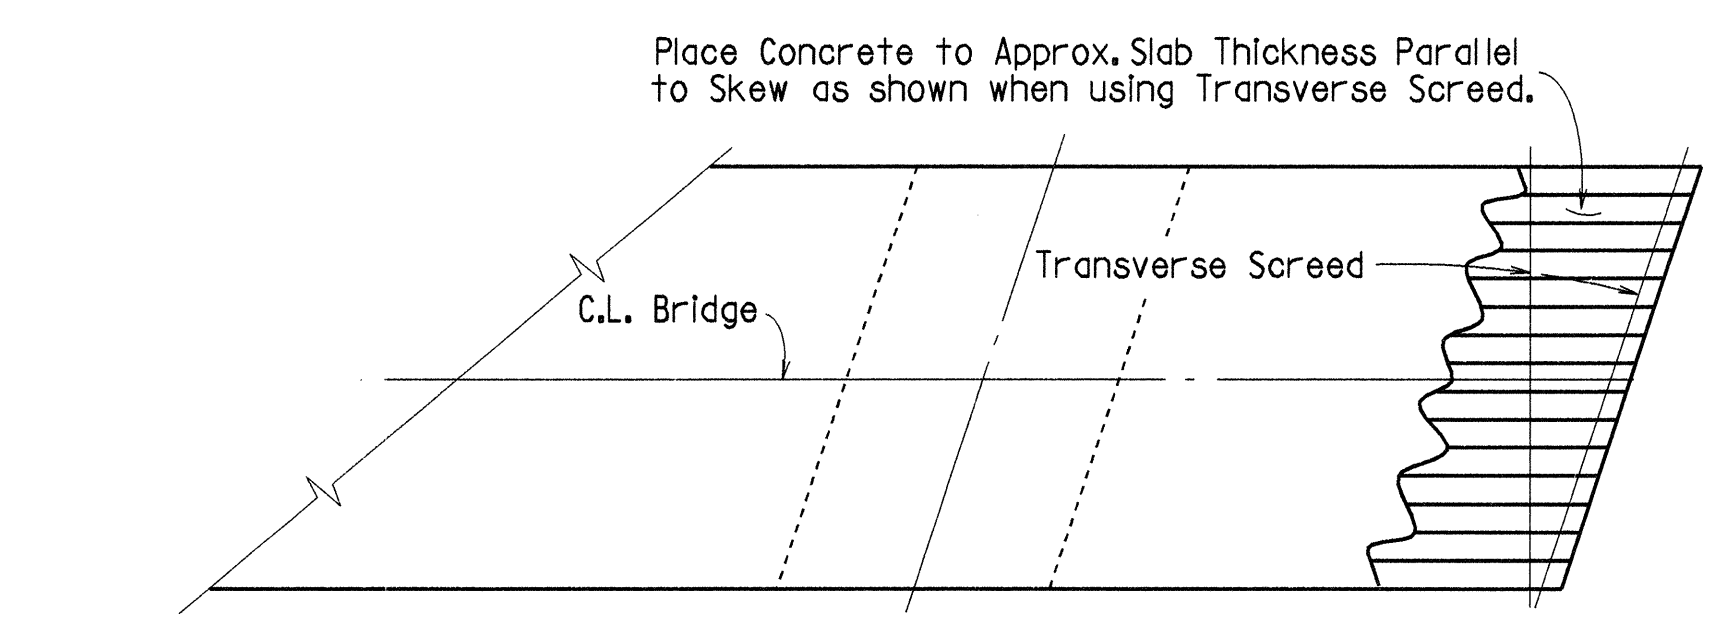 Place Concrete to Approx. Slab Thickness Parallel
to Skew as shown when using Transverse Screed.
Transverse Screed
C.L. Bridge